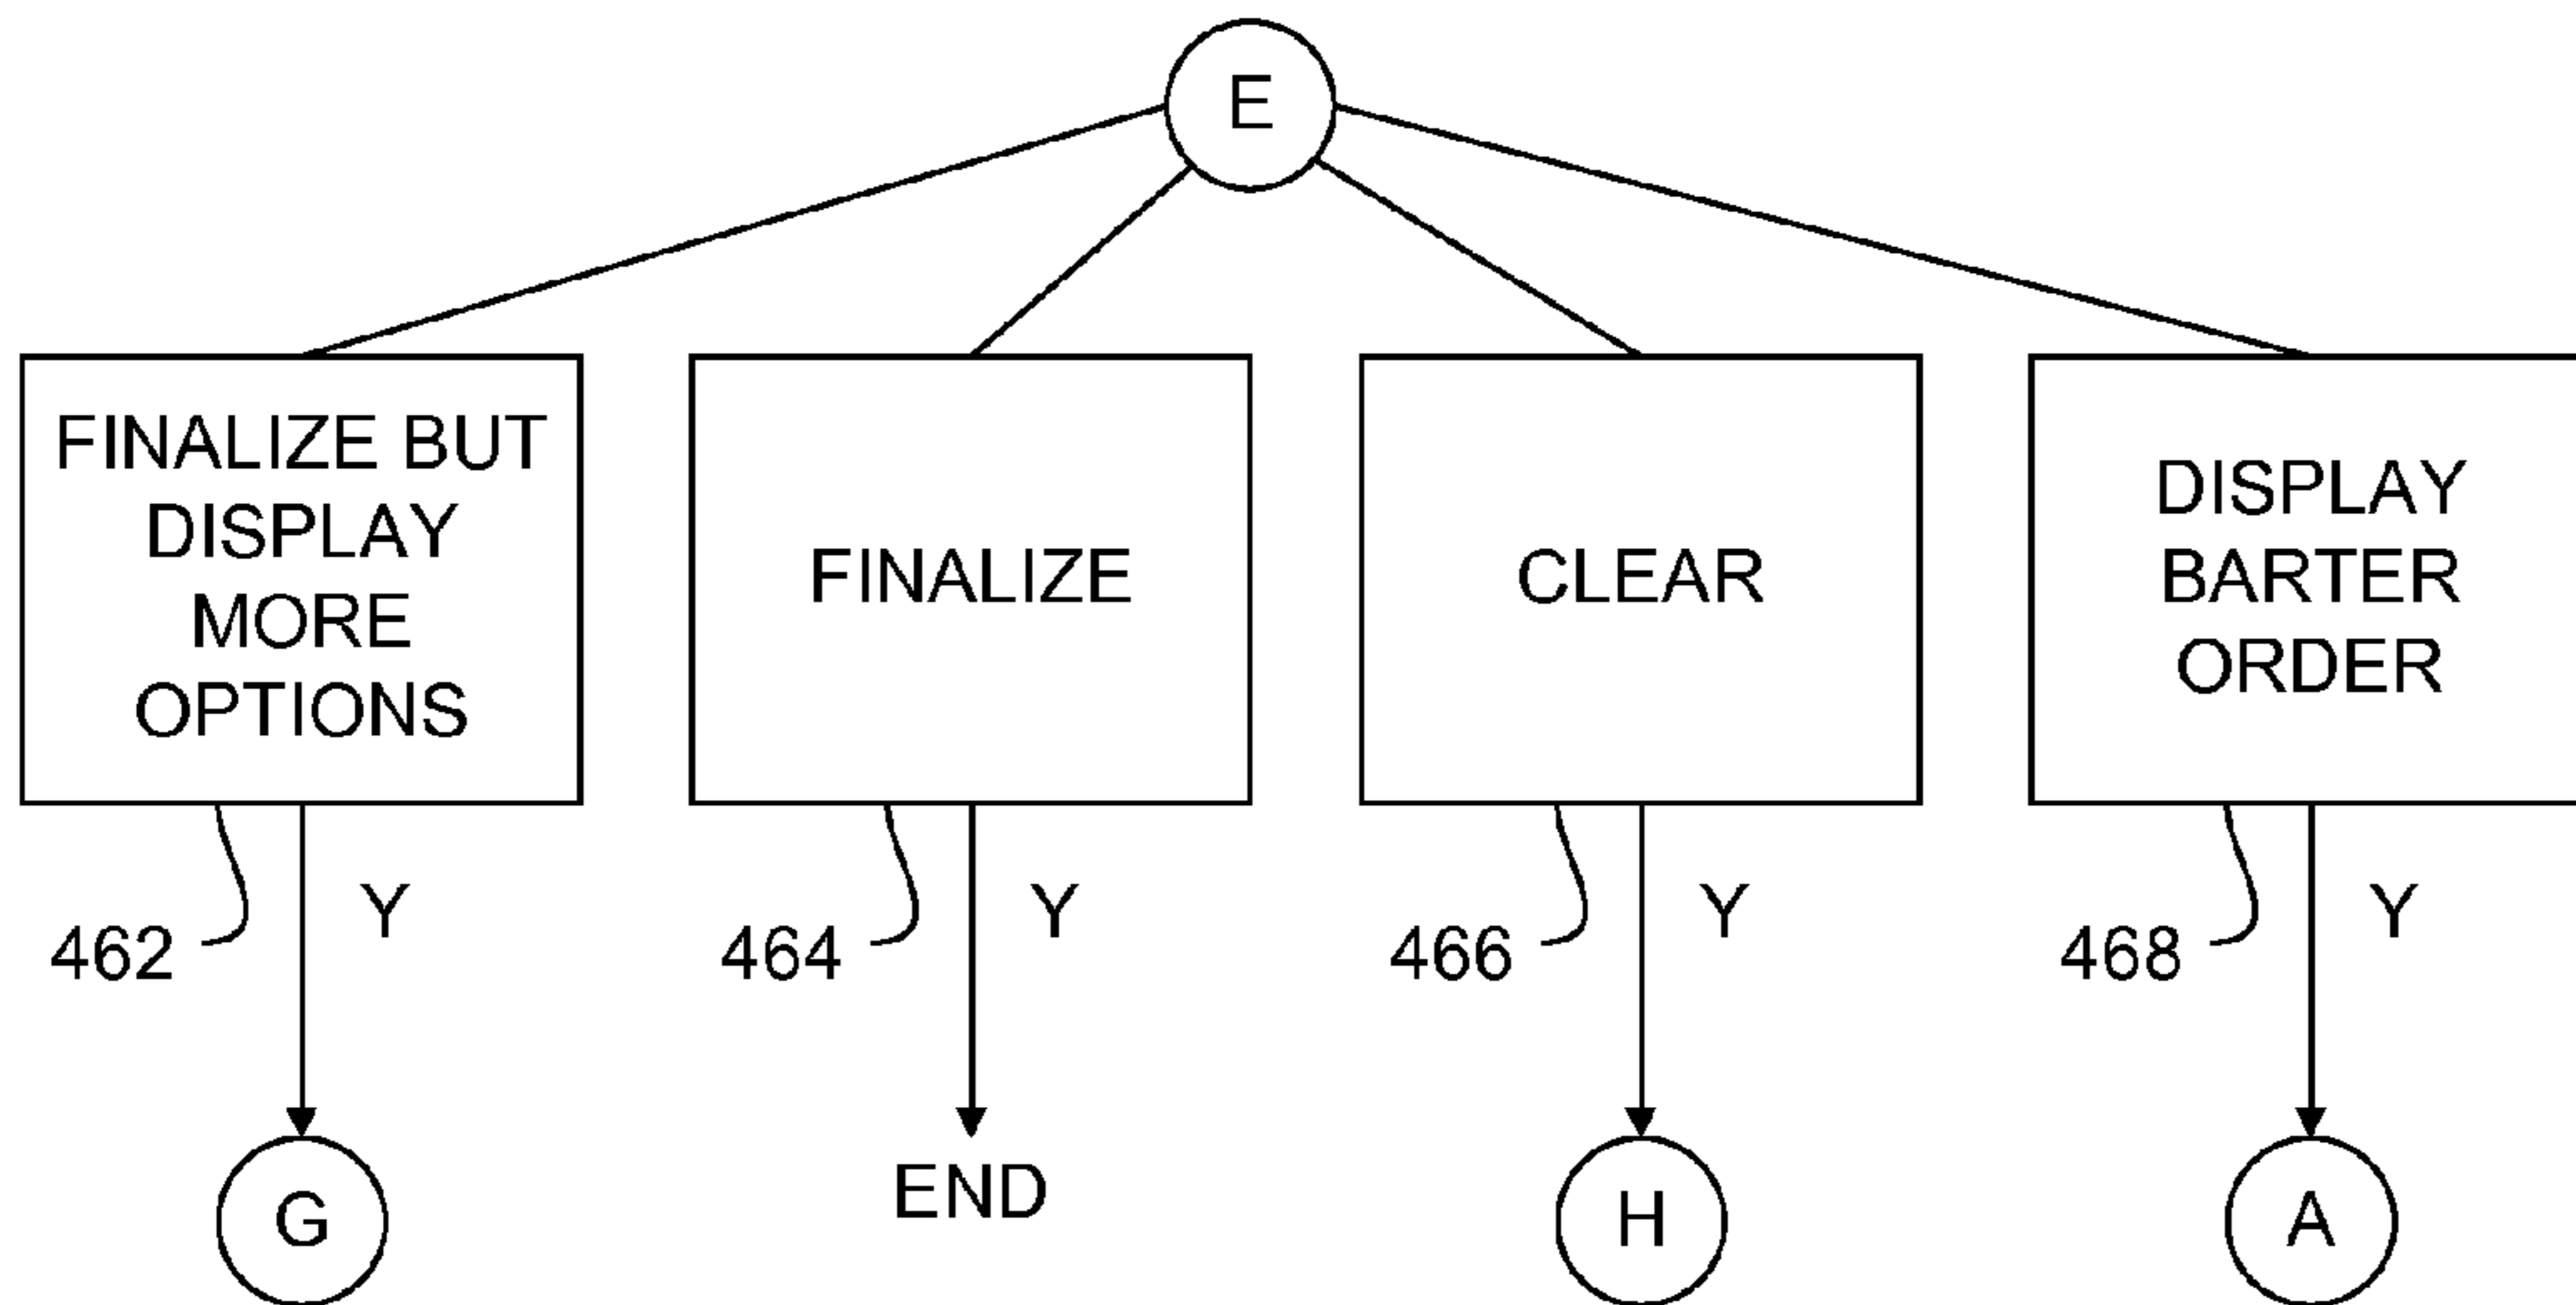 E
FINALIZE BUT
DISPLAY
MORE
OPTIONS
FINALIZE
CLEAR
DISPLAY
BARTER
ORDER
462
Y
464
Y
466
Y
468
Y
G
END
H
A